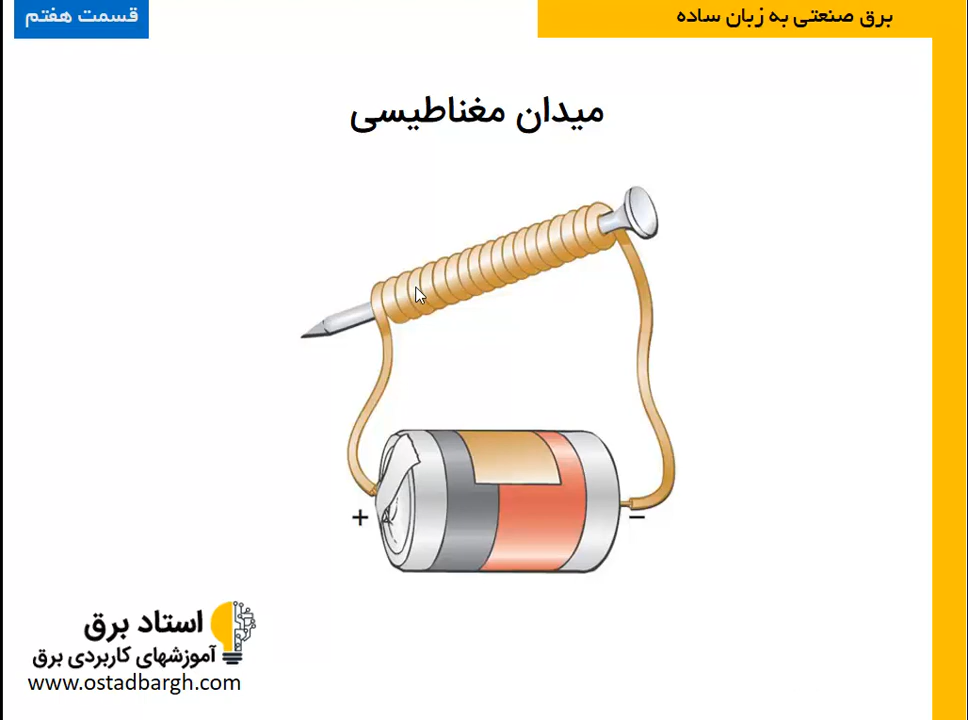 برق صنعتی به زبان ساده
قسمت هفتم
میدان مغناطیسی
+
−
استاد برق
آموزشهای کاربردی برق
www.ostadbargh.com